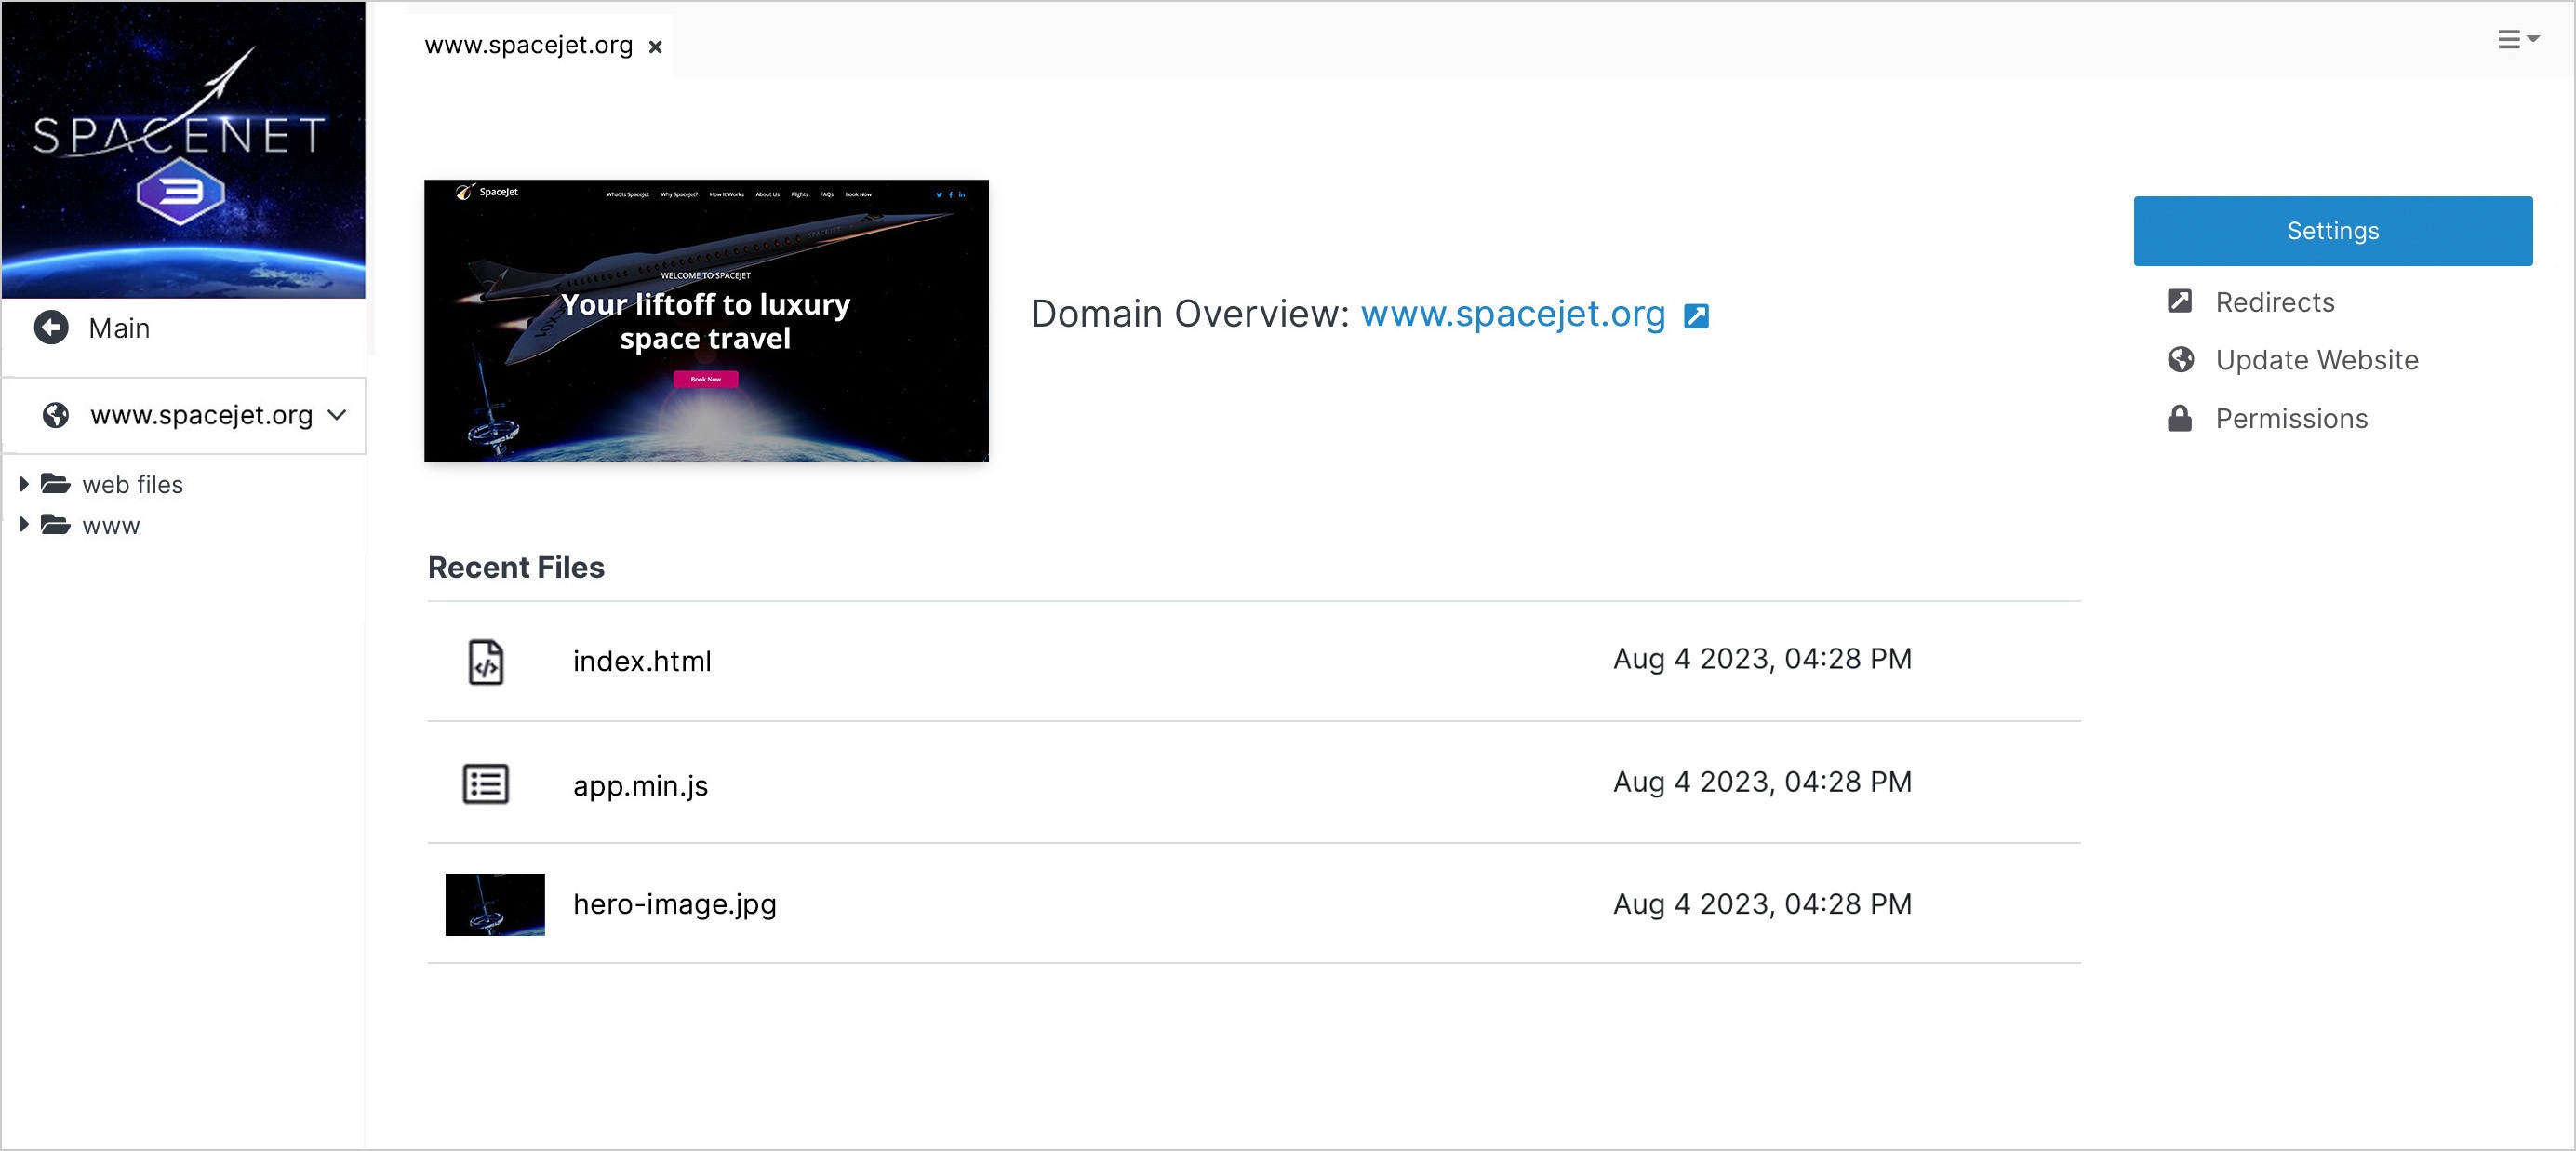 SPACENET
3
Main
www.spacejet.org
web files
www
www.spacejet.org ×
SpaceJet
What is Spacejet Why Spacejet? How It Works About Us Flights FAQs Book Now
SPACEJET
WELCOME TO SPACEJET
Your liftoff to luxury
space travel
Book Now
Domain Overview: www.spacejet.org
Settings
Redirects
Update Website
Permissions
Recent Files
index.html Aug 4 2023, 04:28 PM
app.min.js Aug 4 2023, 04:28 PM
hero-image.jpg Aug 4 2023, 04:28 PM